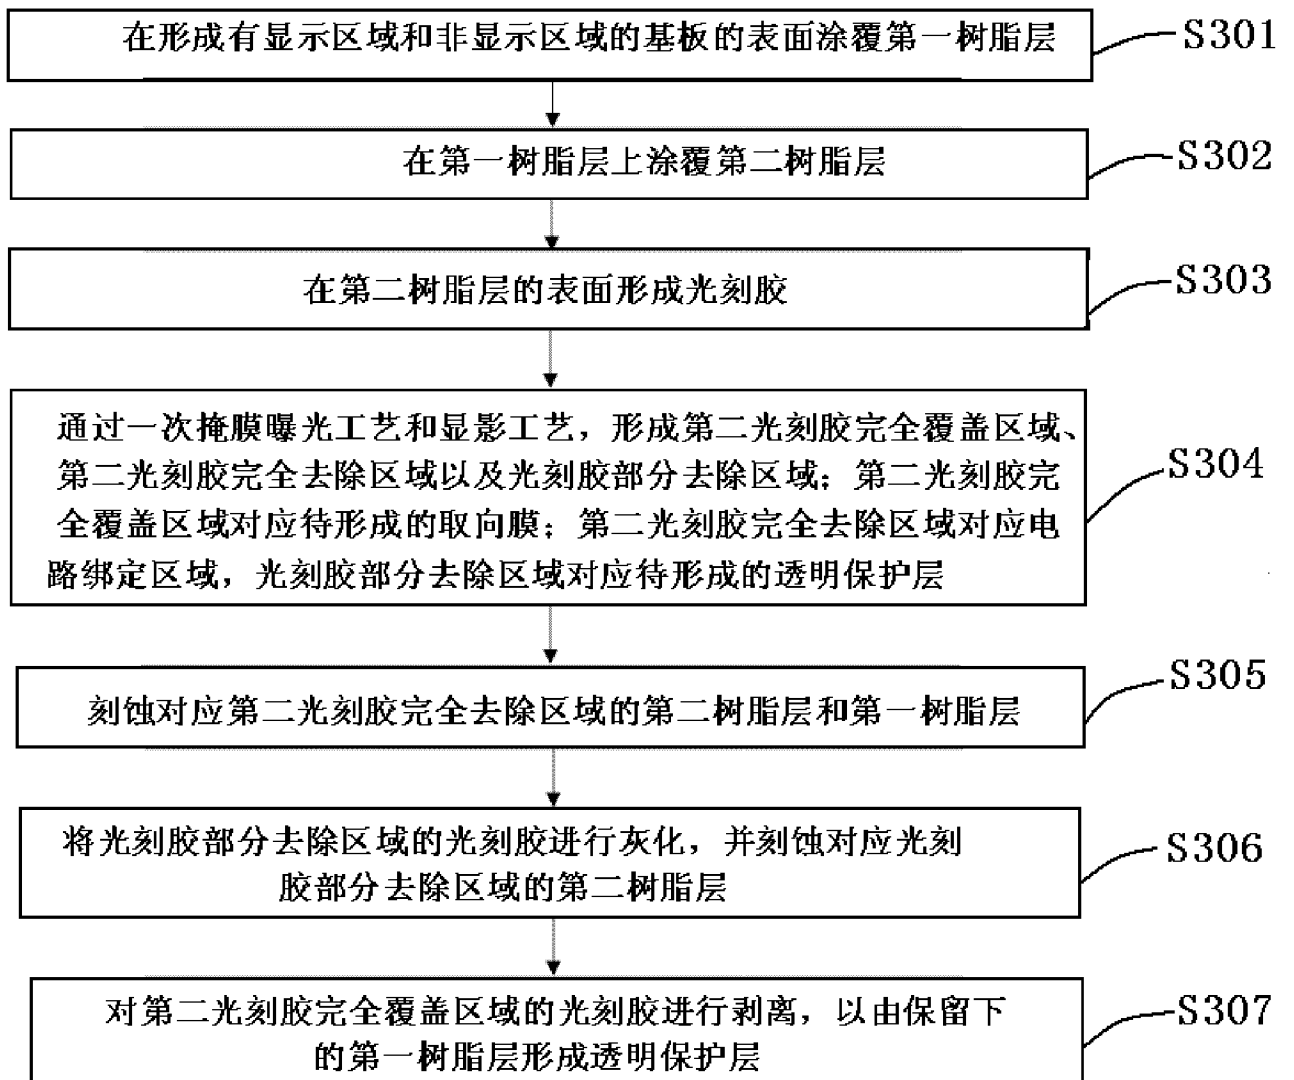 在形成有显示区域和非显示区域的基板的表面涂覆第一树脂层
S301
在第一树脂层上涂覆第二树脂层
S302
在第二树脂层的表面形成光刻胶
S303
通过一次掩膜曝光工艺和显影工艺，形成第二光刻胶完全覆盖区域、
第二光刻胶完全去除区域以及光刻胶部分去除区域；第二光刻胶完
全覆盖区域对应待形成的取向膜；第二光刻胶完全去除区域对应电
路绑定区域，光刻胶部分去除区域对应待形成的透明保护层
S304
刻蚀对应第二光刻胶完全去除区域的第二树脂层和第一树脂层
S305
将光刻胶部分去除区域的光刻胶进行灰化，并刻蚀对应光刻
胶部分去除区域的第二树脂层
S306
对第二光刻胶完全覆盖区域的光刻胶进行剥离，以由保留下
的第一树脂层形成透明保护层
S307